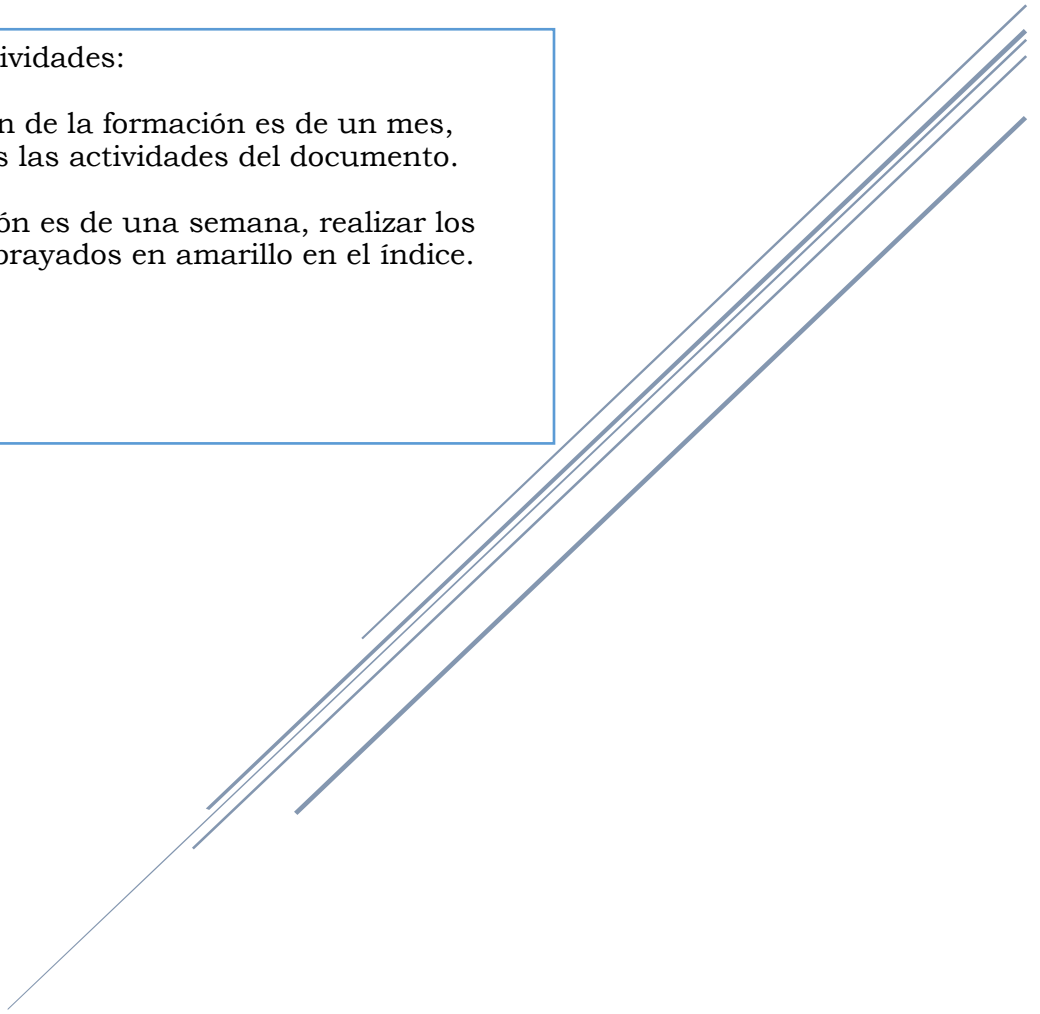 ividades:
n de la formación es de un mes,
s las actividades del documento.
ón es de una semana, realizar los
brayados en amarillo en el índice.